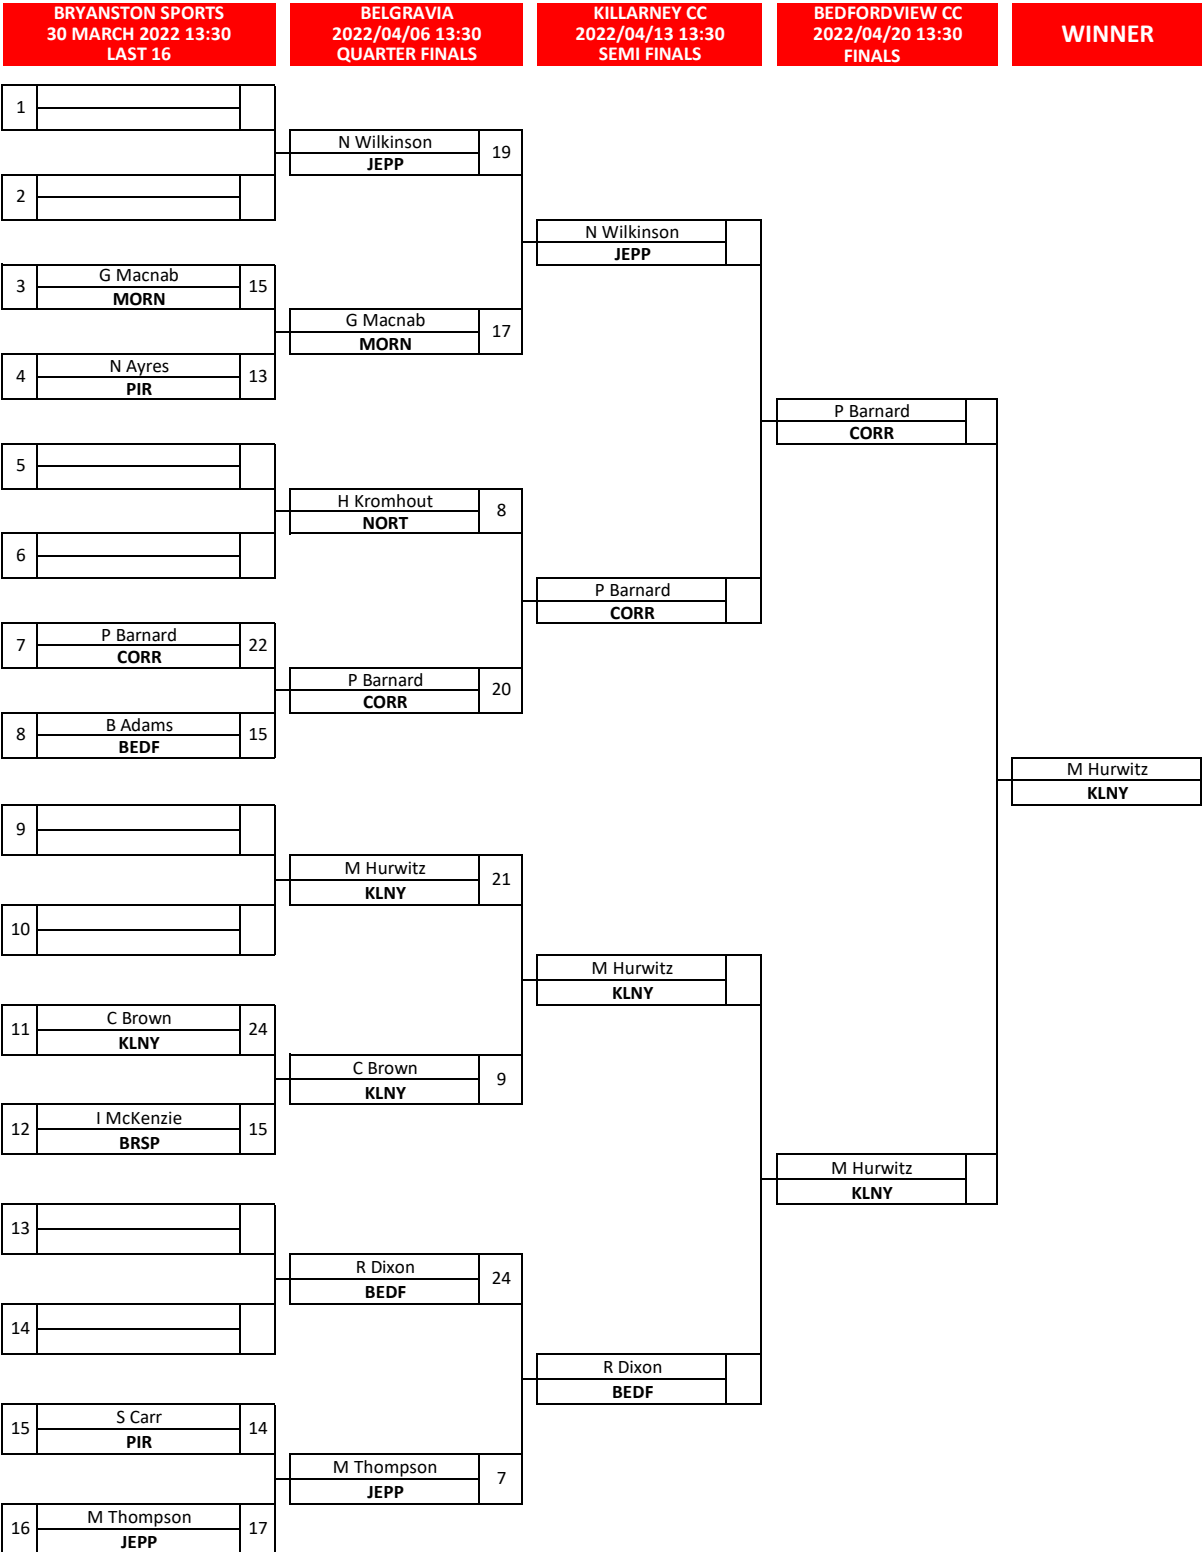 BRYANSTON SPORTS
30 MARCH 2022 13:30
LAST 16
BELGRAVIA
2022/04/06 13:30
QUARTER FINALS
KILLARNEY CC
2022/04/13 13:30
SEMI FINALS
BEDFORDVIEW CC
2022/04/20 13:30
FINALS
WINNER
1
2
3
G Macnab
MORN
15
4
N Ayres
PIR
13
5
6
7
P Barnard
CORR
22
8
B Adams
BEDF
15
9
10
11
C Brown
KLNY
24
12
I McKenzie
BRSP
15
13
14
15
S Carr
PIR
14
16
M Thompson
JEPP
17
N Wilkinson
JEPP
19
G Macnab
MORN
17
H Kromhout
NORT
8
P Barnard
CORR
20
M Hurwitz
KLNY
21
C Brown
KLNY
9
R Dixon
BEDF
24
M Thompson
JEPP
7
N Wilkinson
JEPP
P Barnard
CORR
M Hurwitz
KLNY
R Dixon
BEDF
P Barnard
CORR
M Hurwitz
KLNY
M Hurwitz
KLNY